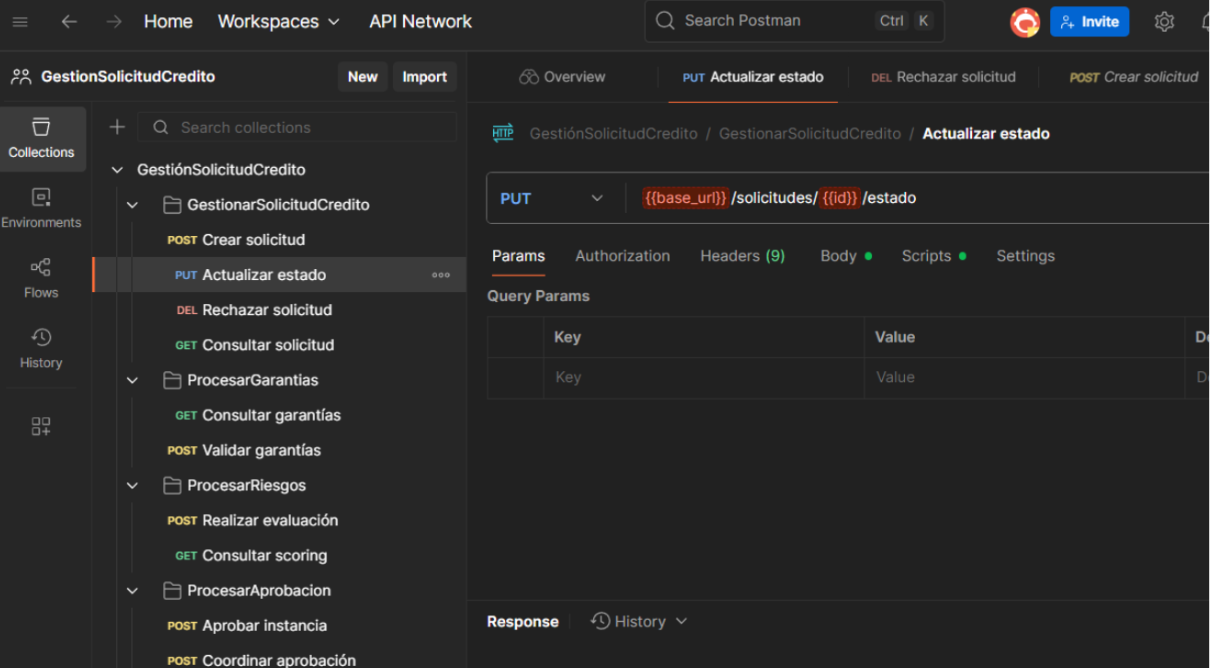 Home Workspaces API Network Search Postman Ctrl K Invite
GestionSolicitudCredito New Import Overview PUT Actualizar estado DEL Rechazar solicitud POST Crear solicitud
Collections
Environments
Flows
History
Search collections
GestiónSolicitudCredito
GestionarSolicitudCredito
POST Crear solicitud
PUT Actualizar estado
DEL Rechazar solicitud
GET Consultar solicitud
ProcesarGarantias
GET Consultar garantías
POST Validar garantías
ProcesarRiesgos
POST Realizar evaluación
GET Consultar scoring
ProcesarAprobacion
POST Aprobar instancia
POST Coordinar aprobación
HTTP GestiónSolicitudCredito / GestionarSolicitudCredito / Actualizar estado
PUT {{base_url}}/solicitudes/{{id}}/estado
Params Authorization Headers (9) Body Scripts Settings
Query Params
Key Value
Key Value
Response History